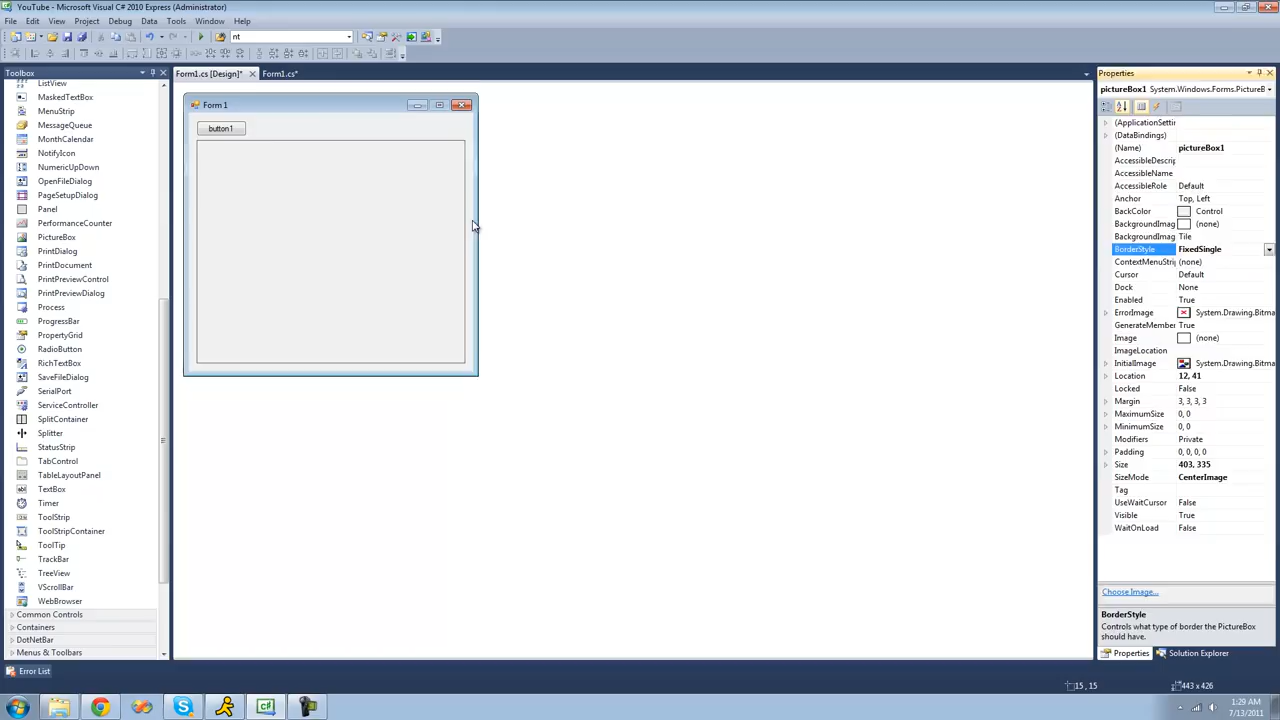 YouTube - Microsoft Visual C# 2010 Express (Administrator)
File Edit View Project Debug Data Tools Window Help
nt
Toolbox
Form1.cs [Design]* Form1.cs*
Properties
ListView
MaskedTextBox
MenuStrip
MessageQueue
MonthCalendar
NotifyIcon
NumericUpDown
OpenFileDialog
PageSetupDialog
Panel
PerformanceCounter
PictureBox
PrintDialog
PrintDocument
PrintPreviewControl
PrintPreviewDialog
Process
ProgressBar
PropertyGrid
RadioButton
RichTextBox
SaveFileDialog
SerialPort
ServiceController
SplitContainer
Splitter
StatusStrip
TabControl
TableLayoutPanel
TextBox
Timer
ToolStrip
ToolStripContainer
ToolTip
TrackBar
TreeView
VScrollBar
WebBrowser
Common Controls
Containers
DotNetBar
Menus & Toolbars
Error List
Form 1
button1
pictureBox1 System.Windows.Forms.PictureB
(ApplicationSettin
(DataBindings)
(Name) pictureBox1
AccessibleDescrip
AccessibleName
AccessibleRole Default
Anchor Top, Left
BackColor Control
BackgroundImag (none)
BackgroundImag Tile
BorderStyle FixedSingle
ContextMenuStrip (none)
Cursor Default
Dock None
Enabled True
ErrorImage System.Drawing.Bitma
GenerateMember True
Image (none)
ImageLocation
InitialImage System.Drawing.Bitma
Location 12, 41
Locked False
Margin 3, 3, 3, 3
MaximumSize 0, 0
MinimumSize 0, 0
Modifiers Private
Padding 0, 0, 0, 0
Size 403, 335
SizeMode CenterImage
Tag
UseWaitCursor False
Visible True
WaitOnLoad False
Choose Image...
BorderStyle
Controls what type of border the PictureBox
should have.
Properties Solution Explorer
15, 15 443 x 426
1:29 AM
7/13/2011